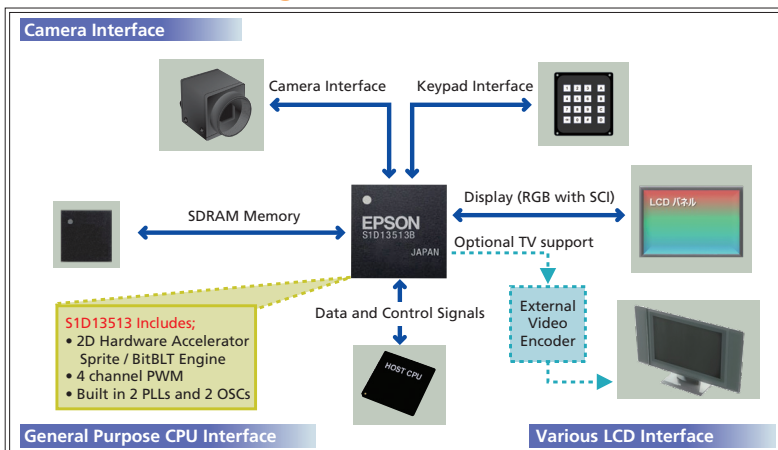 Camera Interface
Camera Interface
Keypad Interface
LCD パネル
Display (RGB with SCI)
SDRAM Memory
EPSON
S1D13513B
JAPAN
Optional TV support
S1D13513 Includes;
• 2D Hardware Accelerator
Sprite / BitBLT Engine
• 4 channel PWM
• Built in 2 PLLs and 2 OSCs
Data and Control Signals
HOST CPU
External
Video
Encoder
General Purpose CPU Interface
Various LCD Interface